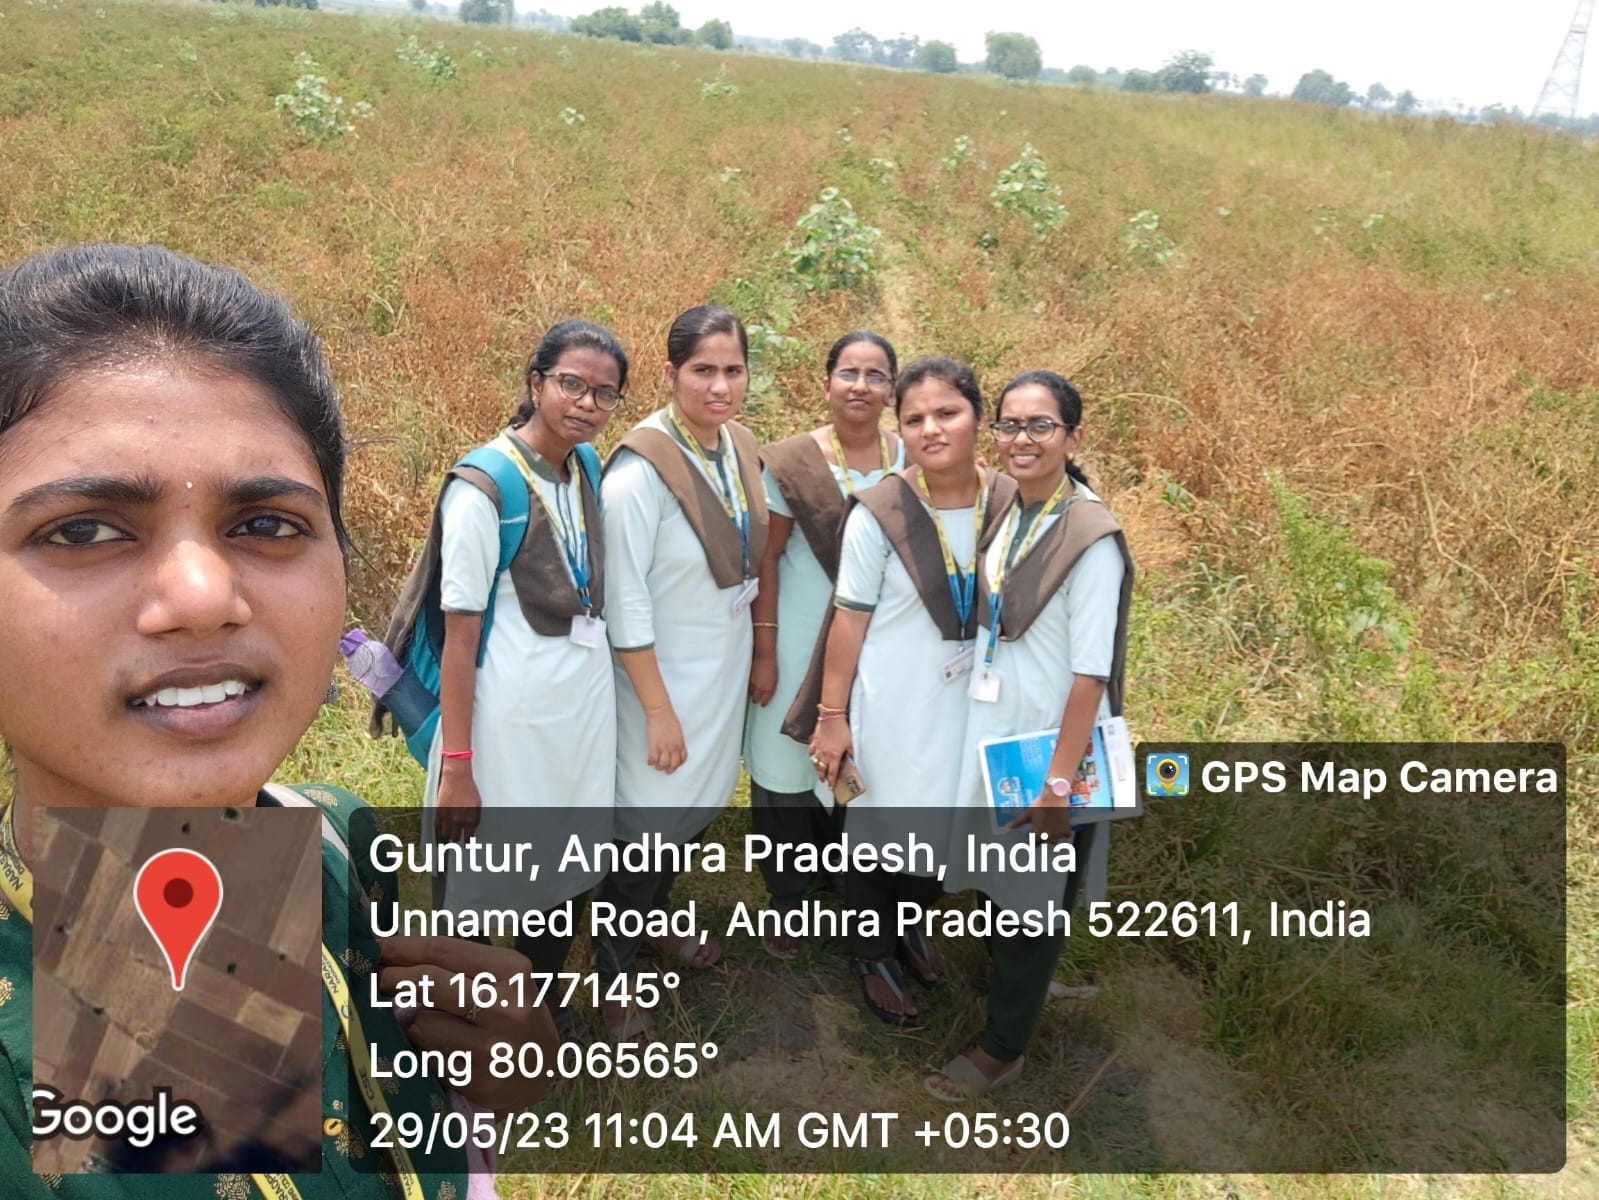 GPS Map Camera
Guntur, Andhra Pradesh, India
Unnamed Road, Andhra Pradesh 522611, India
Lat 16.177145°
Long 80.06565°
29/05/23 11:04 AM GMT +05:30
Google